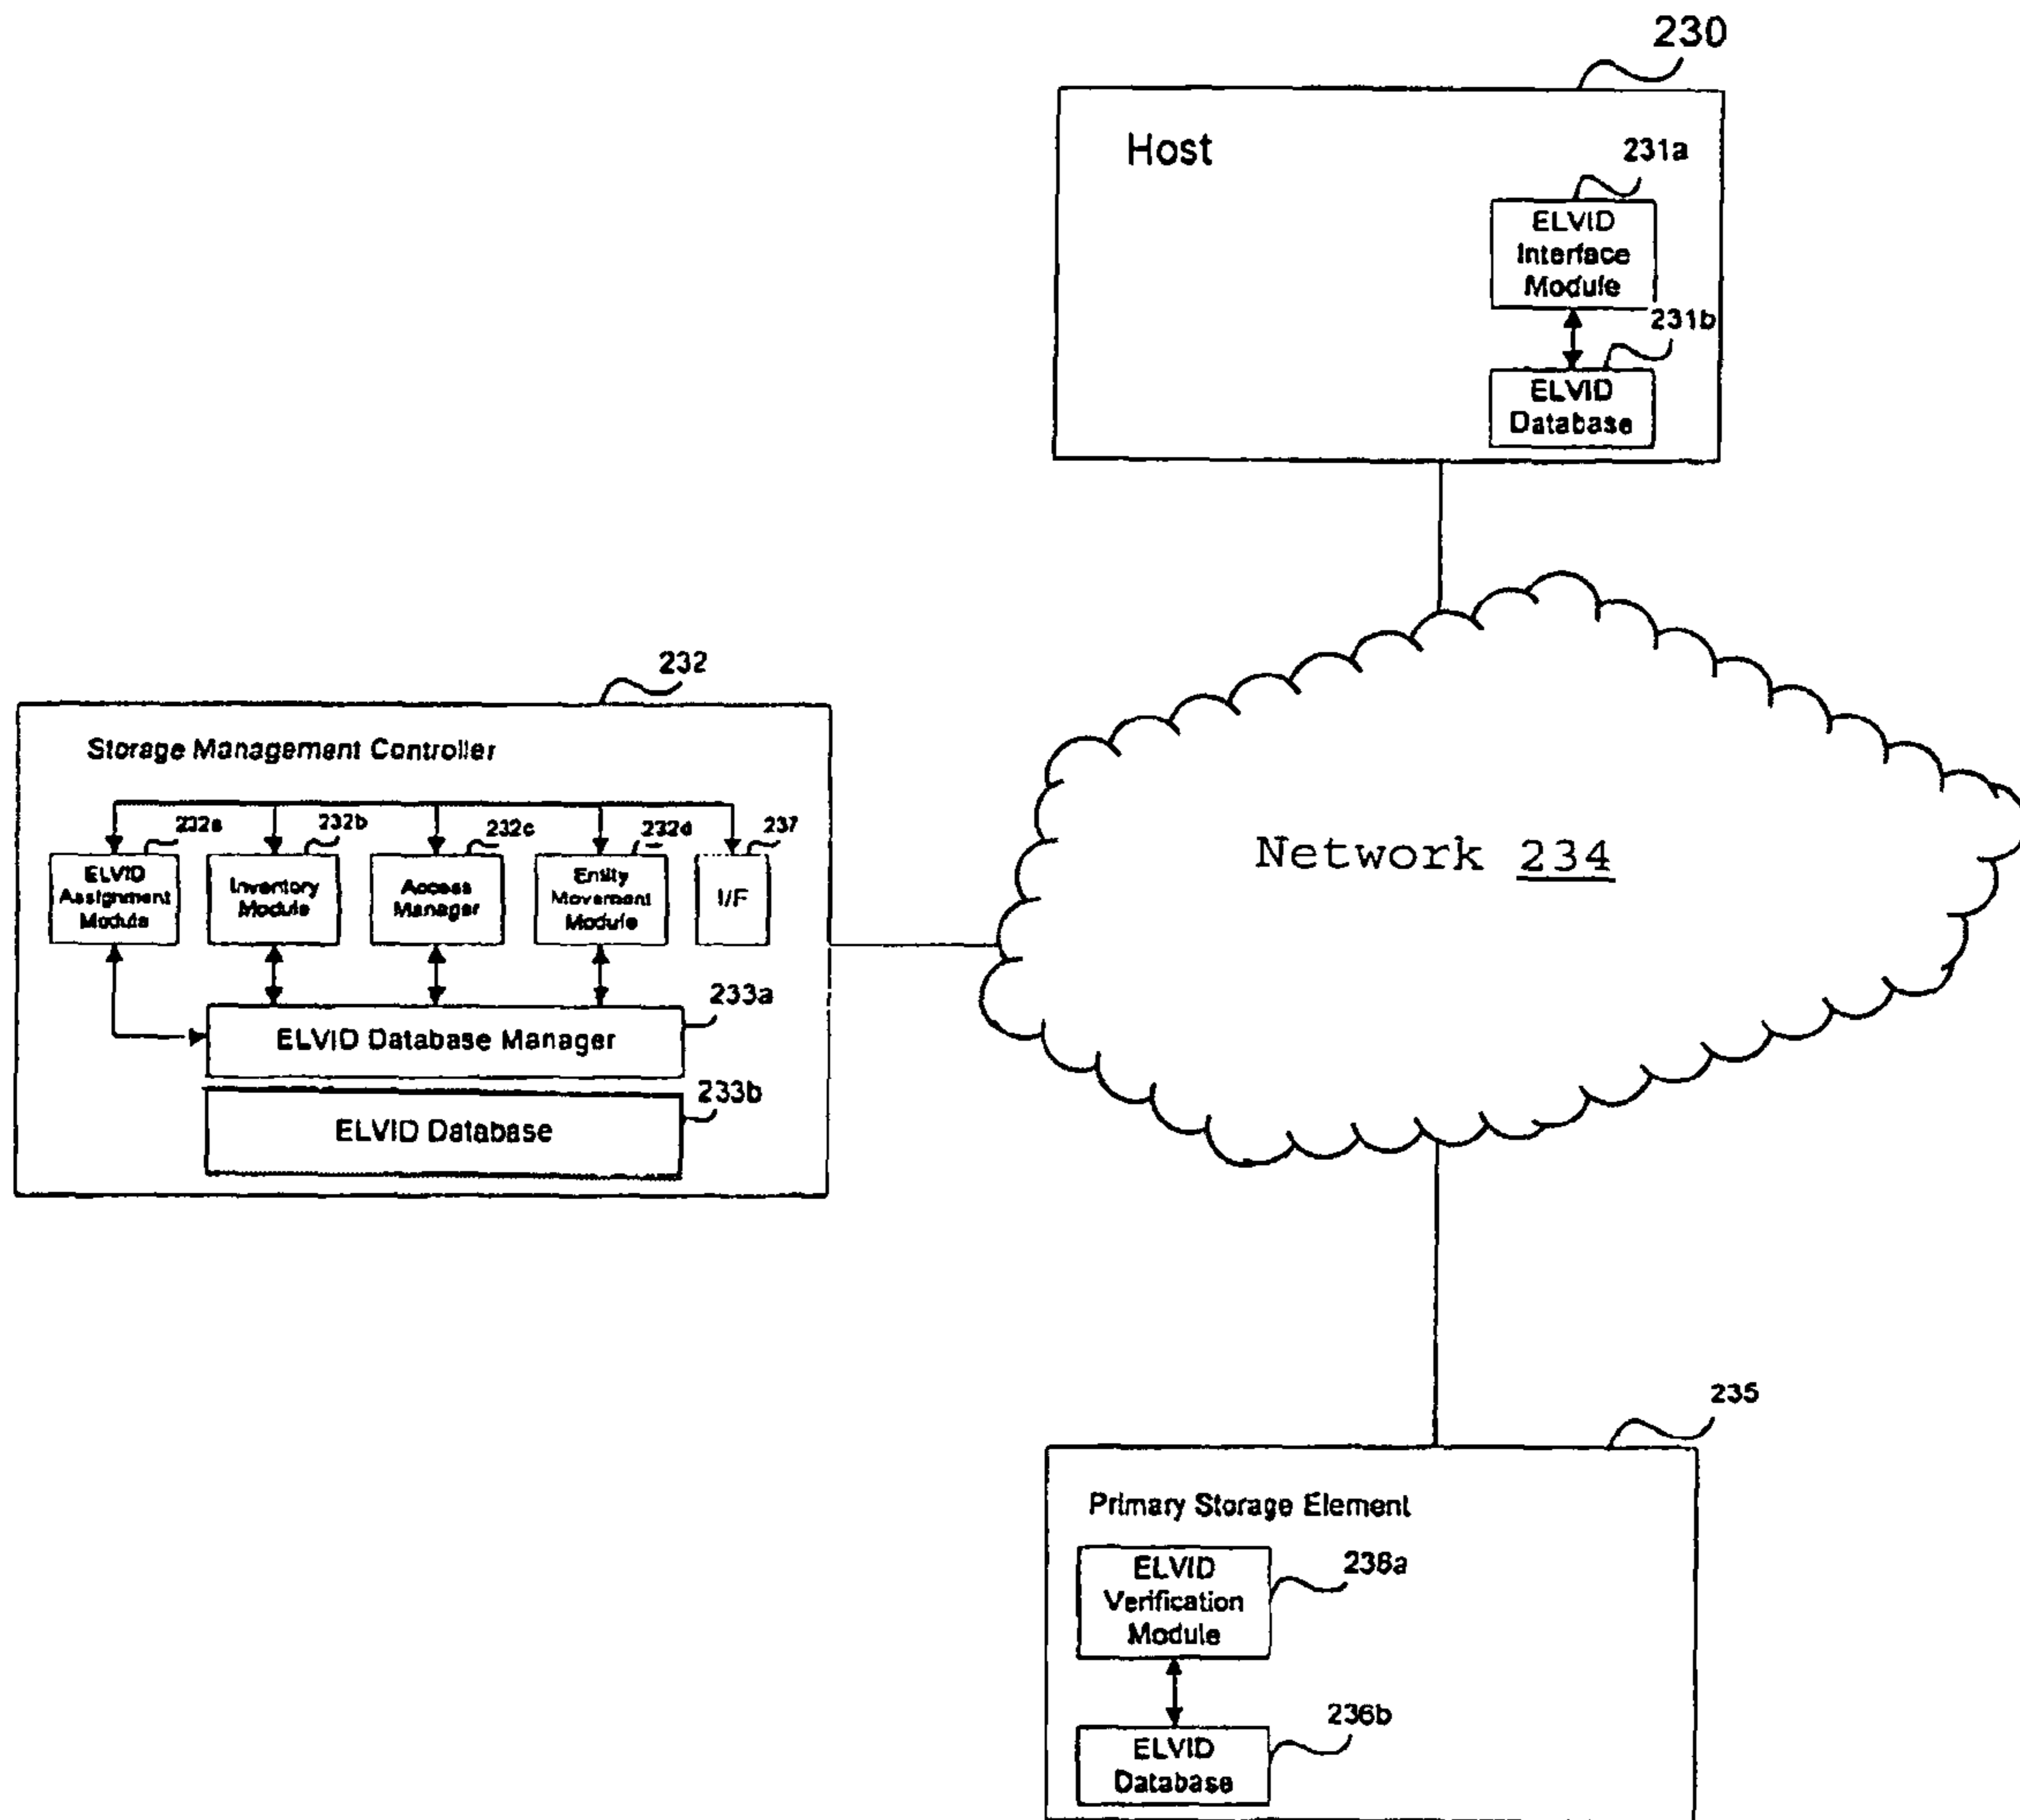 230
Host
231a
ELVID
Interface
Module
231b
ELVID
Database
232
Storage Management Controller
232a
232b
232c
232d
237
ELVID
Assignment
Module
Inventory
Module
Access
Manager
Entity
Movement
Module
I/F
233a
ELVID Database Manager
233b
ELVID Database
Network 234
235
Primary Storage Element
ELVID
Verification
Module
236a
ELVID
Database
236b